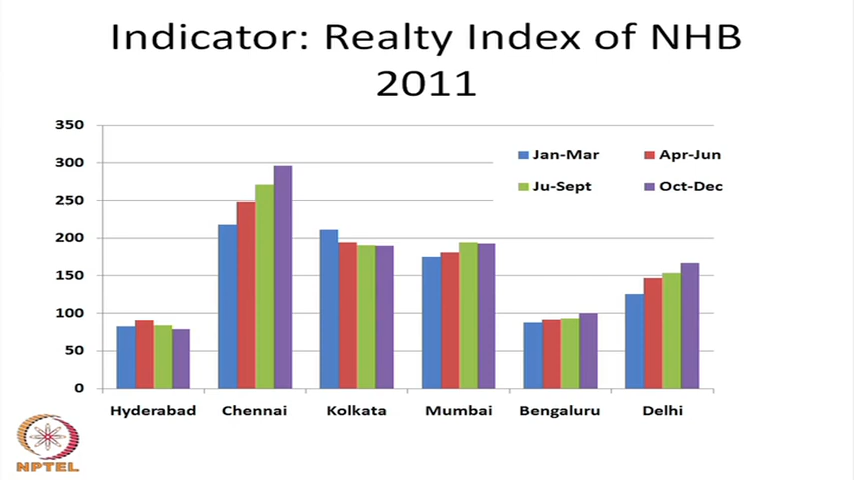 Indicator: Realty Index of NHB
2011
350
300
250
200
150
100
50
0
Jan-Mar
Apr-Jun
Ju-Sept
Oct-Dec
Hyderabad
Chennai
Kolkata
Mumbai
Bengaluru
Delhi
NPTEL